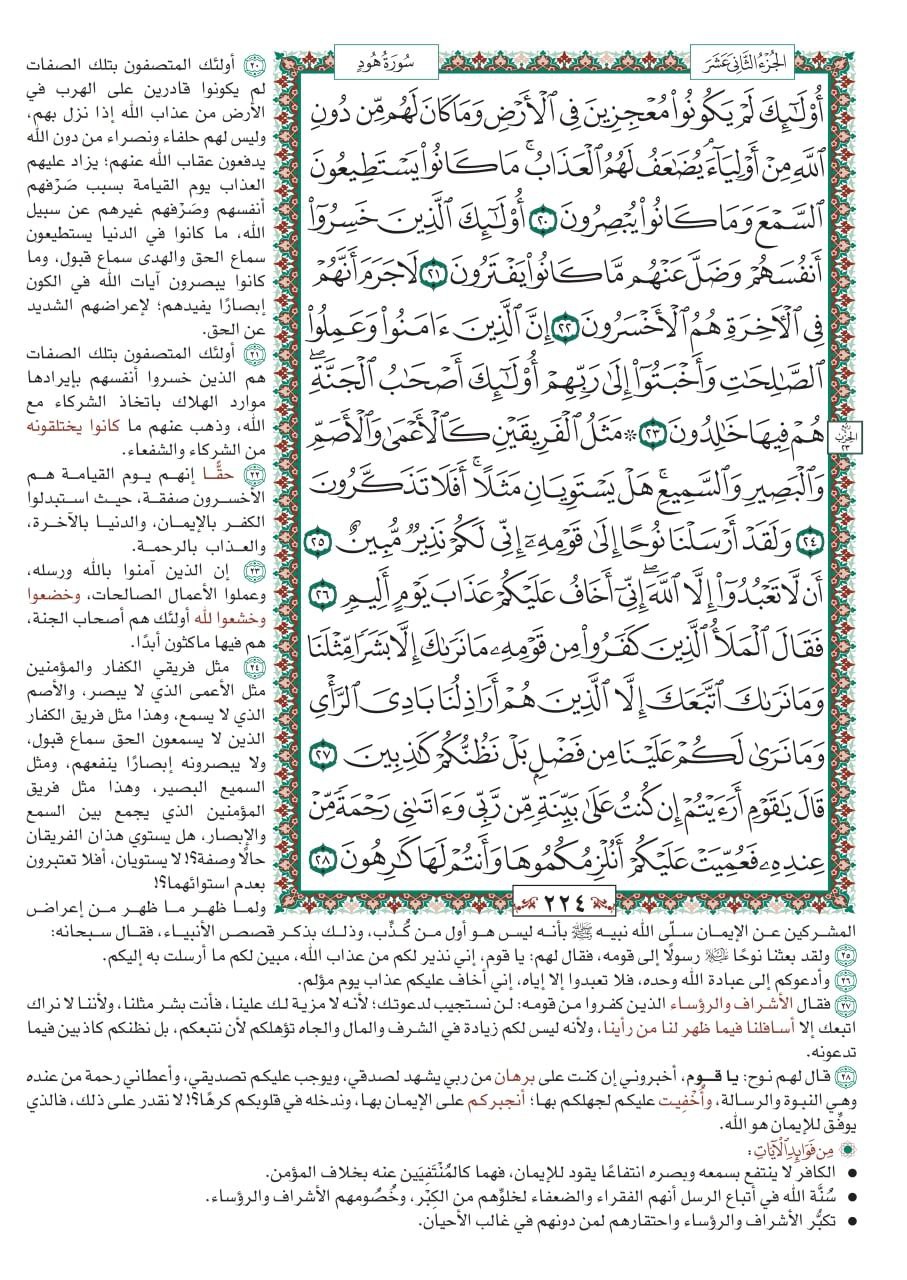 الجُزْءُ الثَّانِي عَشَرَ
سُورَةُ هُودٍ
أُوْلَـٰٓئِكَ لَمْ يَكُونُوا۟ مُعْجِزِينَ فِى ٱلْأَرْضِ وَمَا كَانَ لَهُم مِّن دُونِ
ٱللَّهِ مِنْ أَوْلِيَآءَۘ يُضَـٰعَفُ لَهُمُ ٱلْعَذَابُۚ مَا كَانُوا۟ يَسْتَطِيعُونَ
ٱلسَّمْعَ وَمَا كَانُوا۟ يُبْصِرُونَ ٢٠ أُوْلَـٰٓئِكَ ٱلَّذِينَ خَسِرُوٓا۟
أَنفُسَهُمْ وَضَلَّ عَنْهُم مَّا كَانُوا۟ يَفْتَرُونَ ٢١ لَا جَرَمَ أَنَّهُمْ
فِى ٱلْـَٔاخِرَةِ هُمُ ٱلْأَخْسَرُونَ ٢٢ إِنَّ ٱلَّذِينَ ءَامَنُوا۟ وَعَمِلُوا۟
ٱلصَّـٰلِحَـٰتِ وَأَخْبَتُوٓا۟ إِلَىٰ رَبِّهِمْ أُوْلَـٰٓئِكَ أَصْحَـٰبُ ٱلْجَنَّةِۖ
هُمْ فِيهَا خَـٰلِدُونَ ٢٣ ۞ مَثَلُ ٱلْفَرِيقَيْنِ كَٱلْأَعْمَىٰ وَٱلْأَصَمِّ
وَٱلْبَصِيرِ وَٱلسَّمِيعِۚ هَلْ يَسْتَوِيَانِ مَثَلًاۚ أَفَلَا تَذَكَّرُونَ
٢٤ وَلَقَدْ أَرْسَلْنَا نُوحًا إِلَىٰ قَوْمِهِۦٓ إِنِّى لَكُمْ نَذِيرٌ مُّبِينٌ ٢٥
أَن لَّا تَعْبُدُوٓا۟ إِلَّا ٱللَّهَۖ إِنِّىٓ أَخَافُ عَلَيْكُمْ عَذَابَ يَوْمٍ أَلِيمٍ ٢٦
فَقَالَ ٱلْمَلَأُ ٱلَّذِينَ كَفَرُوا۟ مِن قَوْمِهِۦ مَا نَرَىٰكَ إِلَّا بَشَرًا مِّثْلَنَا
وَمَا نَرَىٰكَ ٱتَّبَعَكَ إِلَّا ٱلَّذِينَ هُمْ أَرَاذِلُنَا بَادِىَ ٱلرَّأْىِ
وَمَا نَرَىٰ لَكُمْ عَلَيْنَا مِن فَضْلٍۭ بَلْ نَظُنُّكُمْ كَـٰذِبِينَ ٢٧
قَالَ يَـٰقَوْمِ أَرَءَيْتُمْ إِن كُنتُ عَلَىٰ بَيِّنَةٍ مِّن رَّبِّى وَءَاتَىٰنِى رَحْمَةً مِّنْ
عِندِهِۦ فَعُمِّيَتْ عَلَيْكُمْ أَنُلْزِمُكُمُوهَا وَأَنتُمْ لَهَا كَـٰرِهُونَ ٢٨
٢٢٤
٢٠ أولئك المتصفون بتلك الصفات
لم يكونوا قادرين على الهرب في
الأرض من عذاب الله إذا نزل بهم،
وليس لهم حلفاء ونصراء من دون الله
يدفعون عقاب الله عنهم؛ يزاد عليهم
العذاب يوم القيامة بسبب صَرْفهم
أنفسهم وصَرْفهم غيرهم عن سبيل
الله، ما كانوا في الدنيا يستطيعون
سماع الحق والهدى سماع قبول، وما
كانوا يبصرون آيات الله في الكون
إبصارًا يفيدهم؛ لإعراضهم الشديد
عن الحق.
٢١ أولئك المتصفون بتلك الصفات
هم الذين خسروا أنفسهم بإيرادها
موارد الهلاك باتخاذ الشركاء مع
الله، وذهب عنهم ما كانوا يختلقونه
من الشركاء والشفعاء.
٢٢ حقًّا إنهم يوم القيامة هم
الأخسرون صفقة، حيث استبدلوا
الكفر بالإيمان، والدنيا بالآخرة،
والعذاب بالرحمة.
٢٣ إن الذين آمنوا بالله ورسله،
وعملوا الأعمال الصالحات، وخضعوا
وخشعوا لله أولئك هم أصحاب الجنة،
هم فيها ماكثون أبدًا.
٢٤ مثل فريقي الكفار والمؤمنين
مثل الأعمى الذي لا يبصر، والأصم
الذي لا يسمع، وهذا مثل فريق الكفار
الذين لا يسمعون الحق سماع قبول،
ولا يبصرونه إبصارًا ينفعهم، ومثل
السميع البصير، وهذا مثل فريق
المؤمنين الذي يجمع بين السمع
والإبصار، هل يستوي هذان الفريقان
حالًا وصفة؟! لا يستويان، أفلا تعتبرون
بعدم استوائهما؟!
ولما ظهر ما ظهر من إعراض
المشركين عن الإيمان سلّى الله نبيه ﷺ بأنه ليس هو أول من كُذِّب، وذلك بذكر قصص الأنبياء، فقال سبحانه:
٢٥ ولقد بعثنا نوحًا عليه السلام رسولًا إلى قومه، فقال لهم: يا قوم، إني نذير لكم من عذاب الله، مبين لكم ما أرسلت به إليكم.
٢٦ وأدعوكم إلى عبادة الله وحده، فلا تعبدوا إلا إياه، إني أخاف عليكم عذاب يوم مؤلم.
٢٧ فقال الأشراف والرؤساء الذين كفروا من قومه: لن نستجيب لدعوتك؛ لأنه لا مزية لك علينا، فأنت بشر مثلنا، ولأننا لا نراك
اتبعك إلا أسافلنا فيما ظهر لنا من رأينا، ولأنه ليس لكم زيادة في الشرف والمال والجاه تؤهلكم لأن نتبعكم، بل نظنكم كاذبين فيما
تدعونه.
٢٨ قال لهم نوح: يا قوم، أخبروني إن كنت على برهان من ربي يشهد لصدقي، ويوجب عليكم تصديقي، وأعطاني رحمة من عنده
وهي النبوة والرسالة، وأُخْفِيت عليكم لجهلكم بها؛ أنجبركم على الإيمان بها، وندخله في قلوبكم كرهًا؟! لا نقدر على ذلك، فالذي
يوفِّق للإيمان هو الله.
مِن فَوَائِدِ الْآيَاتِ:
• الكافر لا ينتفع بسمعه وبصره انتفاعًا يقود للإيمان، فهما كالمُنْتَفِيَين عنه بخلاف المؤمن.
• سُنَّة الله في أتباع الرسل أنهم الفقراء والضعفاء لخلوِّهم من الكِبْر، وخُصُومهم الأشراف والرؤساء.
• تكبُّر الأشراف والرؤساء واحتقارهم لمن دونهم في غالب الأحيان.